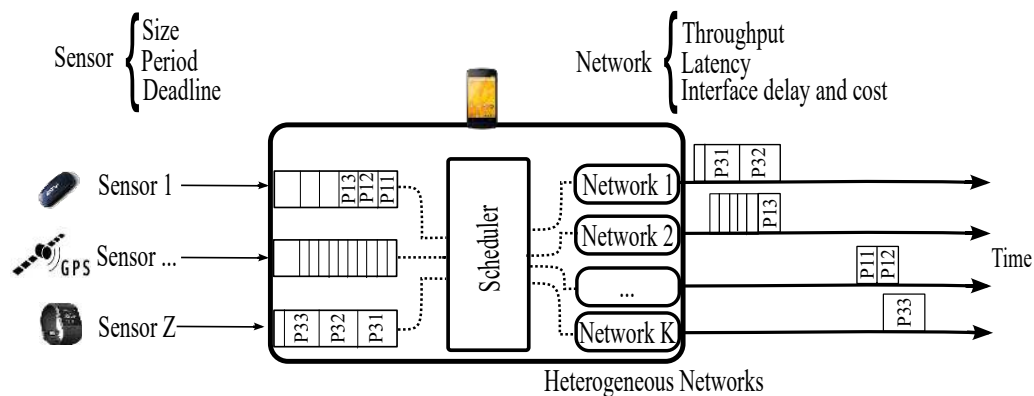 Sensor
Size
Period
Deadline
Network
Throughput
Latency
Interface delay and cost
Sensor 1
P13
P12
P11
Scheduler
Network 1
P31
P32
GPS
Sensor ...
Network 2
P13
...
P11
P12
Time
Sensor Z
P33
P32
P31
Network K
P33
Heterogeneous Networks